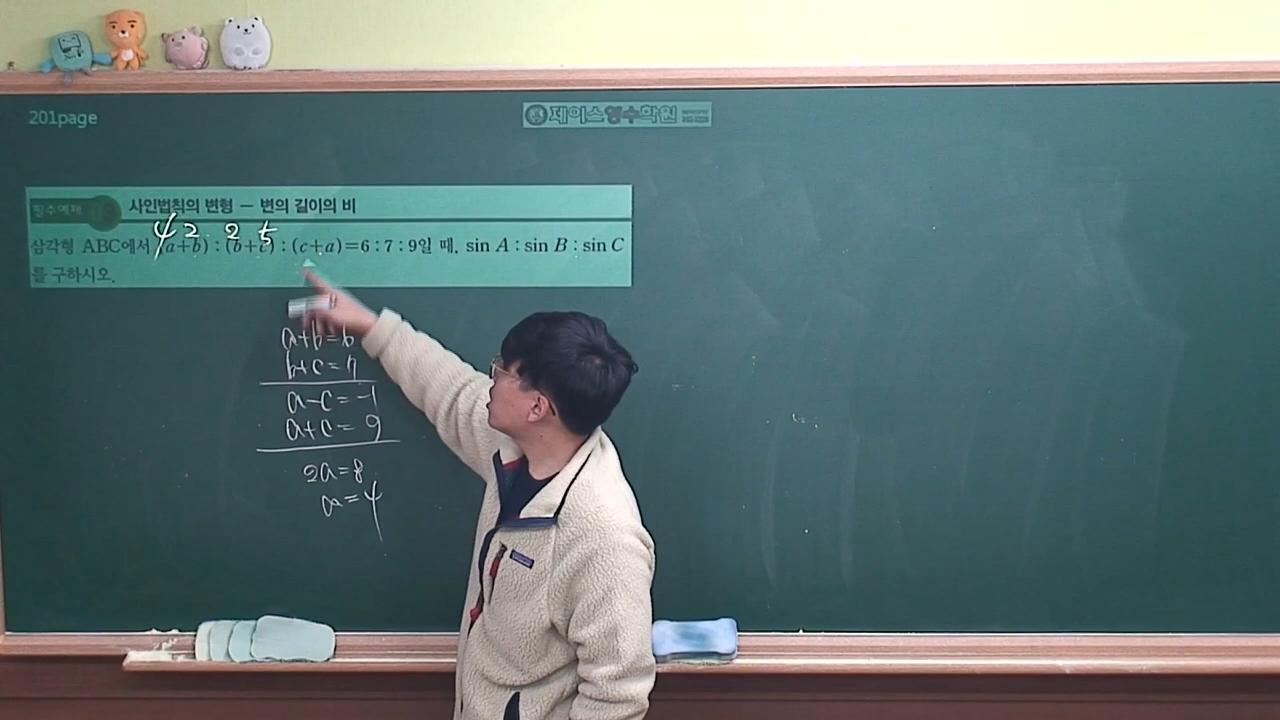 201page
제이스영수학원
필수예제 03 사인법칙의 변형 - 변의 길이의 비
4 2 2 5
삼각형 ABC에서 (a+b) : (b+c) : (c+a)=6 : 7 : 9일 때, sin A : sin B : sin C
를 구하시오.
a+b=6
b+c=7
a-c=-1
a+c=9
2a=8
a=4